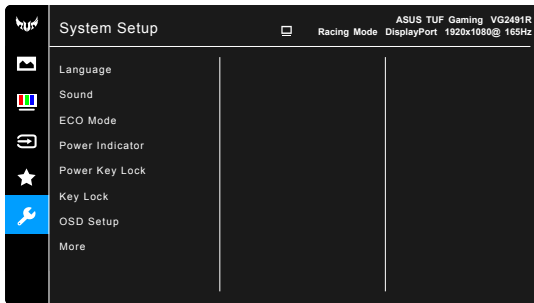 System Setup
ASUS TUF Gaming VG2491R
Racing Mode DisplayPort 1920x1080@ 165Hz
Language
Sound
ECO Mode
Power Indicator
Power Key Lock
Key Lock
OSD Setup
More